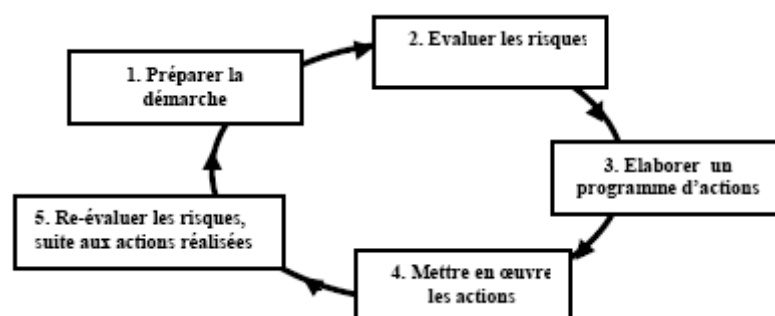 1. Préparer la
démarche
2. Evaluer les risques
3. Elaborer un
programme d'actions
4. Mettre en œuvre
les actions
5. Re-évaluer les risques,
suite aux actions réalisées